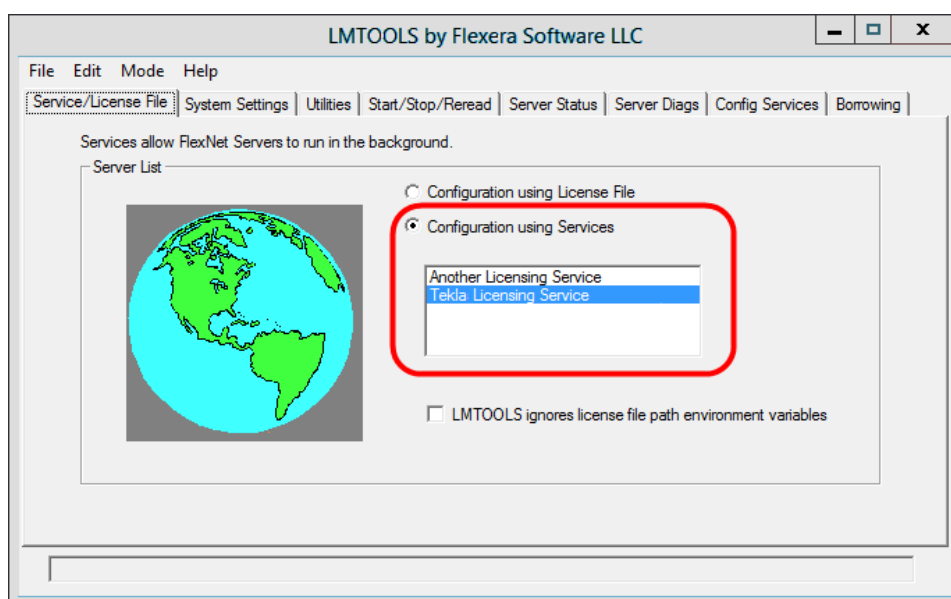 LMTOOLS by Flexera Software LLC
File Edit Mode Help
Service/License File System Settings Utilities Start/Stop/Reread Server Status Server Diags Config Services Borrowing
Services allow FlexNet Servers to run in the background.
Server List
Configuration using License File
Configuration using Services
Another Licensing Service
Tekla Licensing Service
LMTOOLS ignores license file path environment variables